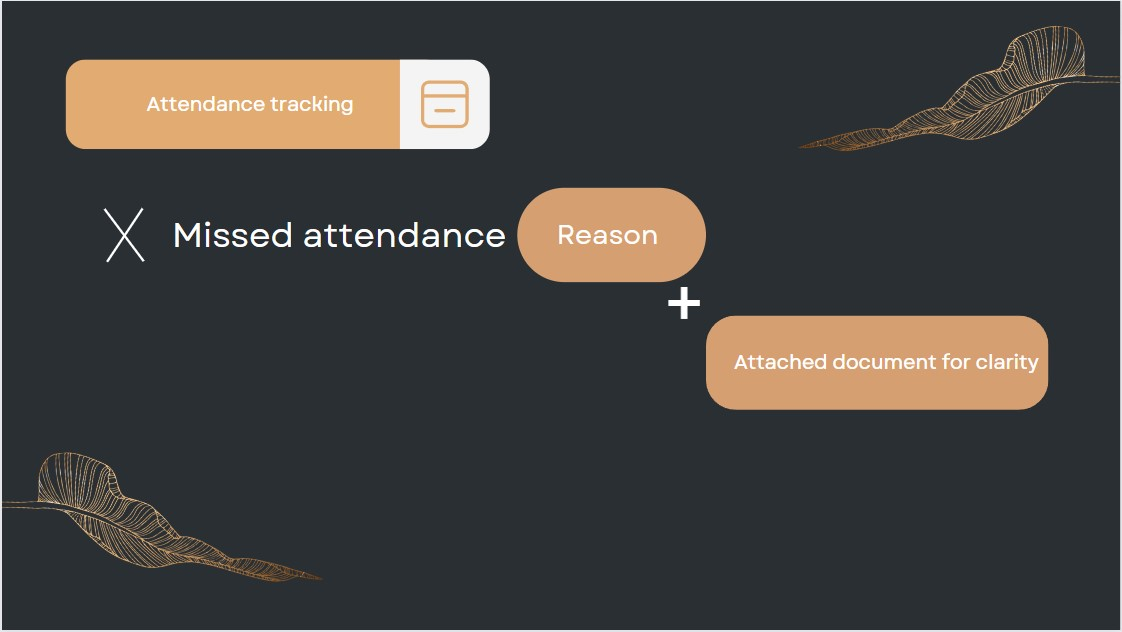 Attendance tracking
Missed attendance Reason
+
Attached document for clarity